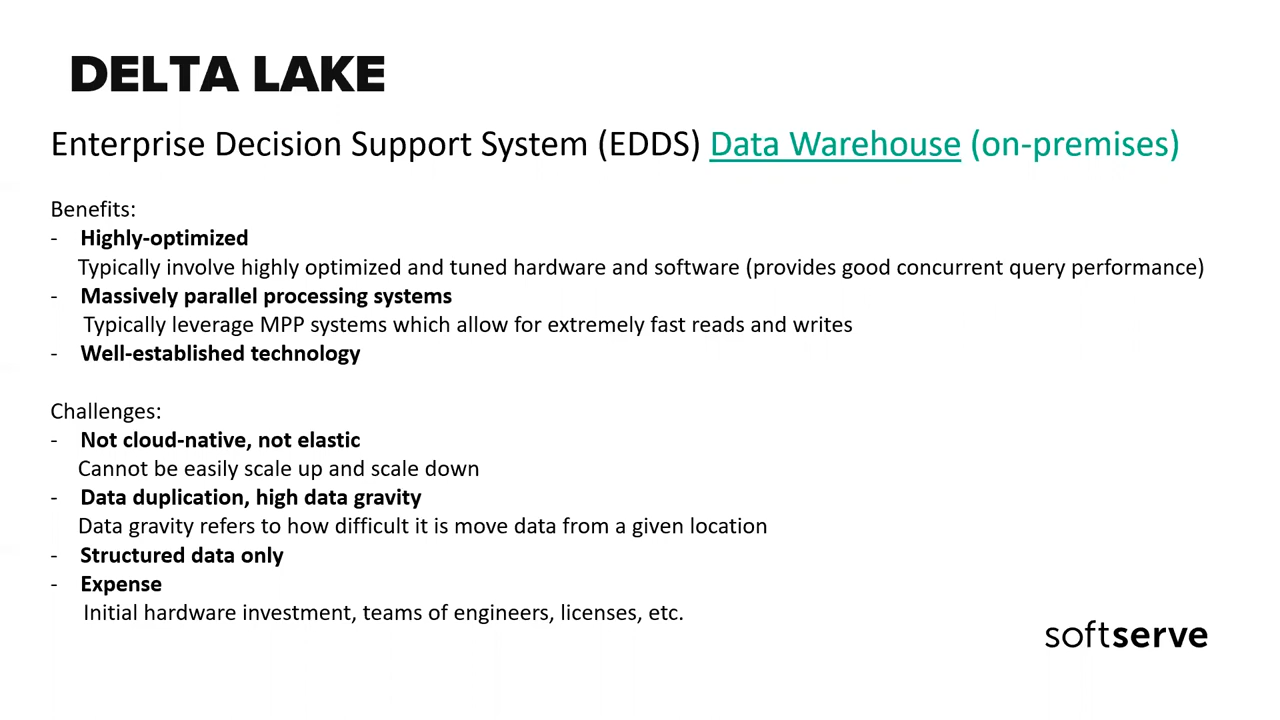 DELTA LAKE
Enterprise Decision Support System (EDDS) Data Warehouse (on-premises)
Benefits:
- Highly-optimized
Typically involve highly optimized and tuned hardware and software (provides good concurrent query performance)
- Massively parallel processing systems
Typically leverage MPP systems which allow for extremely fast reads and writes
- Well-established technology
Challenges:
- Not cloud-native, not elastic
Cannot be easily scale up and scale down
- Data duplication, high data gravity
Data gravity refers to how difficult it is move data from a given location
- Structured data only
- Expense
Initial hardware investment, teams of engineers, licenses, etc.
softserve